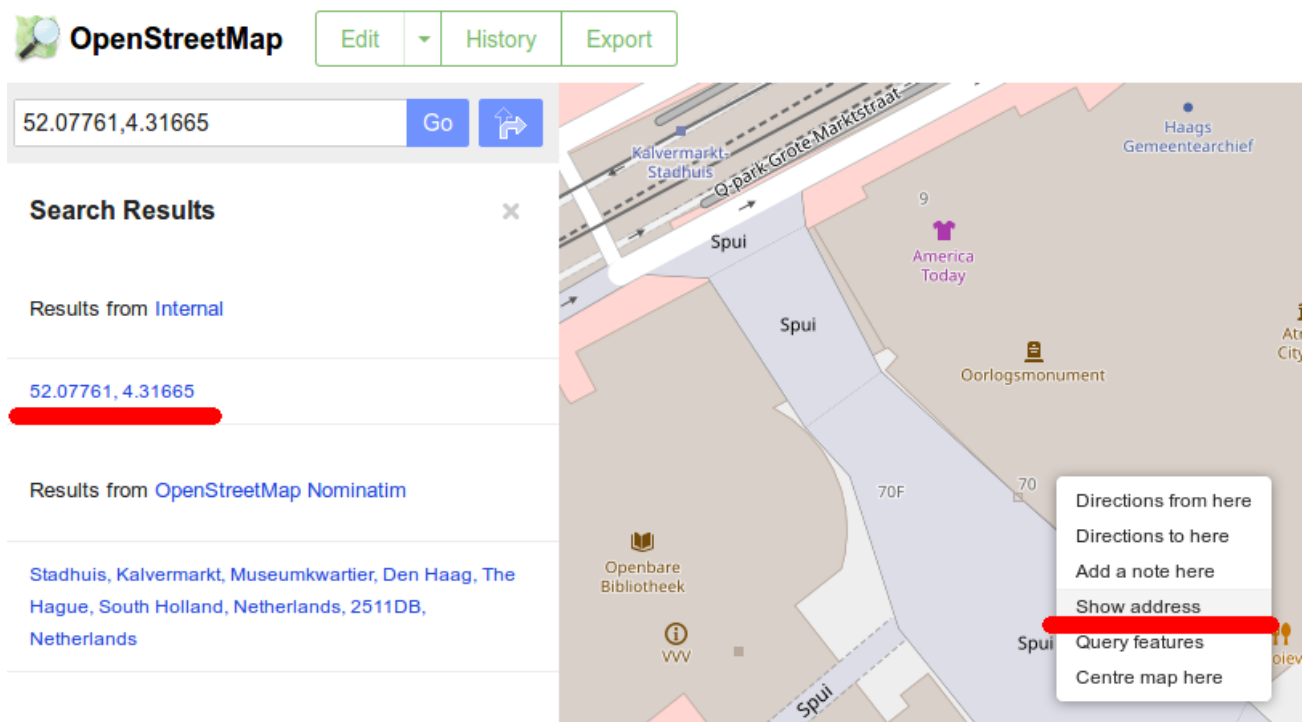 OpenStreetMap
Edit
History
Export
52.07761,4.31665
Go
Search Results
×
Results from Internal
52.07761, 4.31665
Results from OpenStreetMap Nominatim
Stadhuis, Kalvermarkt, Museumkwartier, Den Haag, The
Hague, South Holland, Netherlands, 2511DB,
Netherlands
Kalvermarkt-
Stadhuis
Q-park Grote Marktstraat
Haags
Gemeentearchief
9
Spui
America
Today
Spui
Oorlogsmonument
70F
70
Openbare
Bibliotheek
VVV
Spui
Spui
Directions from here
Directions to here
Add a note here
Show address
Query features
Centre map here